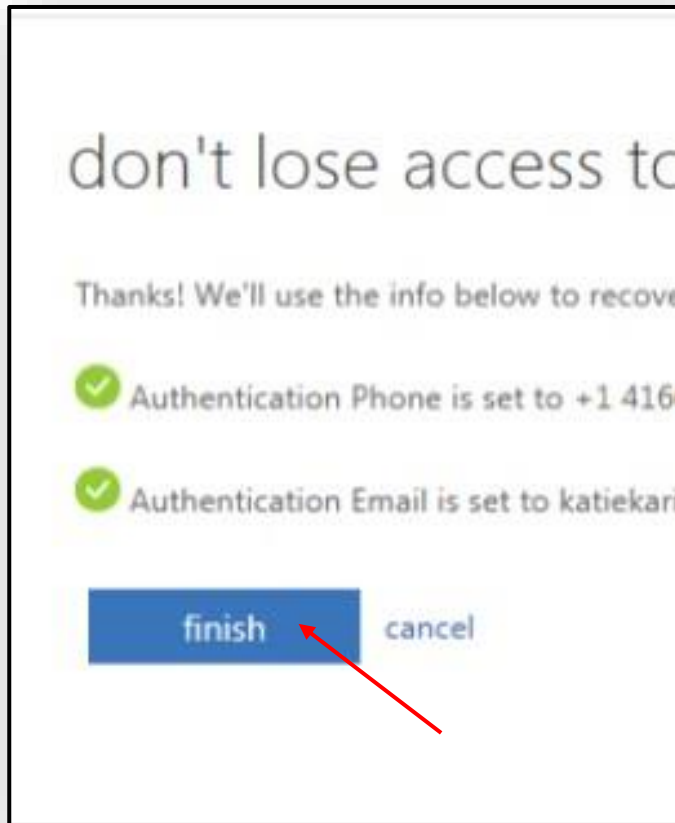 don't lose access to
Thanks! We'll use the info below to recove
Authentication Phone is set to +1 416
Authentication Email is set to katiekari
finish
cancel